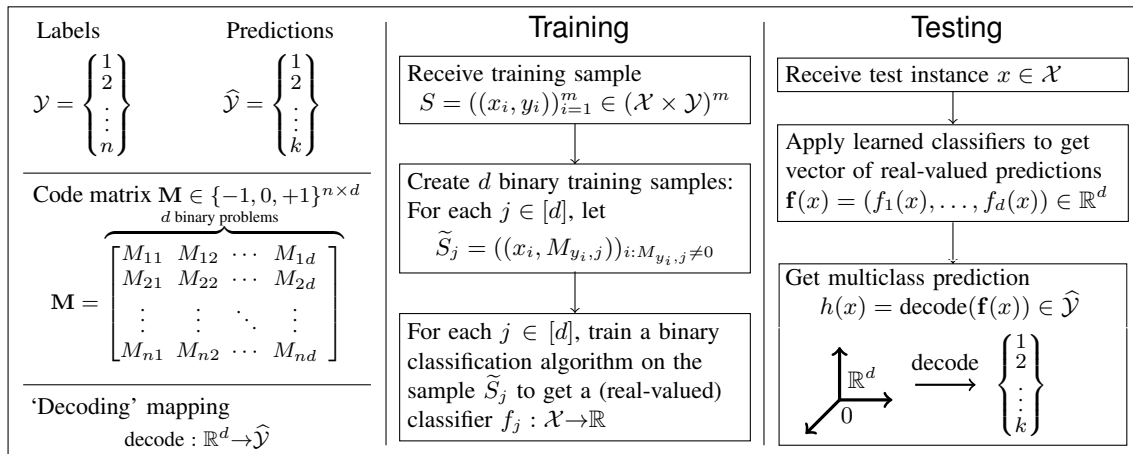 Labels Predictions
𝒴 = {1 2 ⋮ n} 𝒴̂ = {1 2 ⋮ k}
Code matrix M ∈ {−1, 0, +1}^{n×d}
d binary problems
M = [M₁₁ M₁₂ ⋯ M₁d
M₂₁ M₂₂ ⋯ M₂d
⋮ ⋮ ⋱ ⋮
Mn₁ Mn₂ ⋯ Mnd]
‘Decoding’ mapping
decode : ℝ^d→𝒴̂
Training
Receive training sample
S = ((x_i, y_i))_{i=1}^m ∈ (𝒳 × 𝒴)^m
Create d binary training samples:
For each j ∈ [d], let
S̃_j = ((x_i, M_{y_i,j}))_{i:M_{y_i,j}≠0}
For each j ∈ [d], train a binary
classification algorithm on the
sample S̃_j to get a (real-valued)
classifier f_j : 𝒳→ℝ
Testing
Receive test instance x ∈ 𝒳
Apply learned classifiers to get
vector of real-valued predictions
f(x) = (f₁(x), . . . , f_d(x)) ∈ ℝ^d
Get multiclass prediction
h(x) = decode(f(x)) ∈ 𝒴̂
ℝ^d
0
decode
{1 2 ⋮ k}